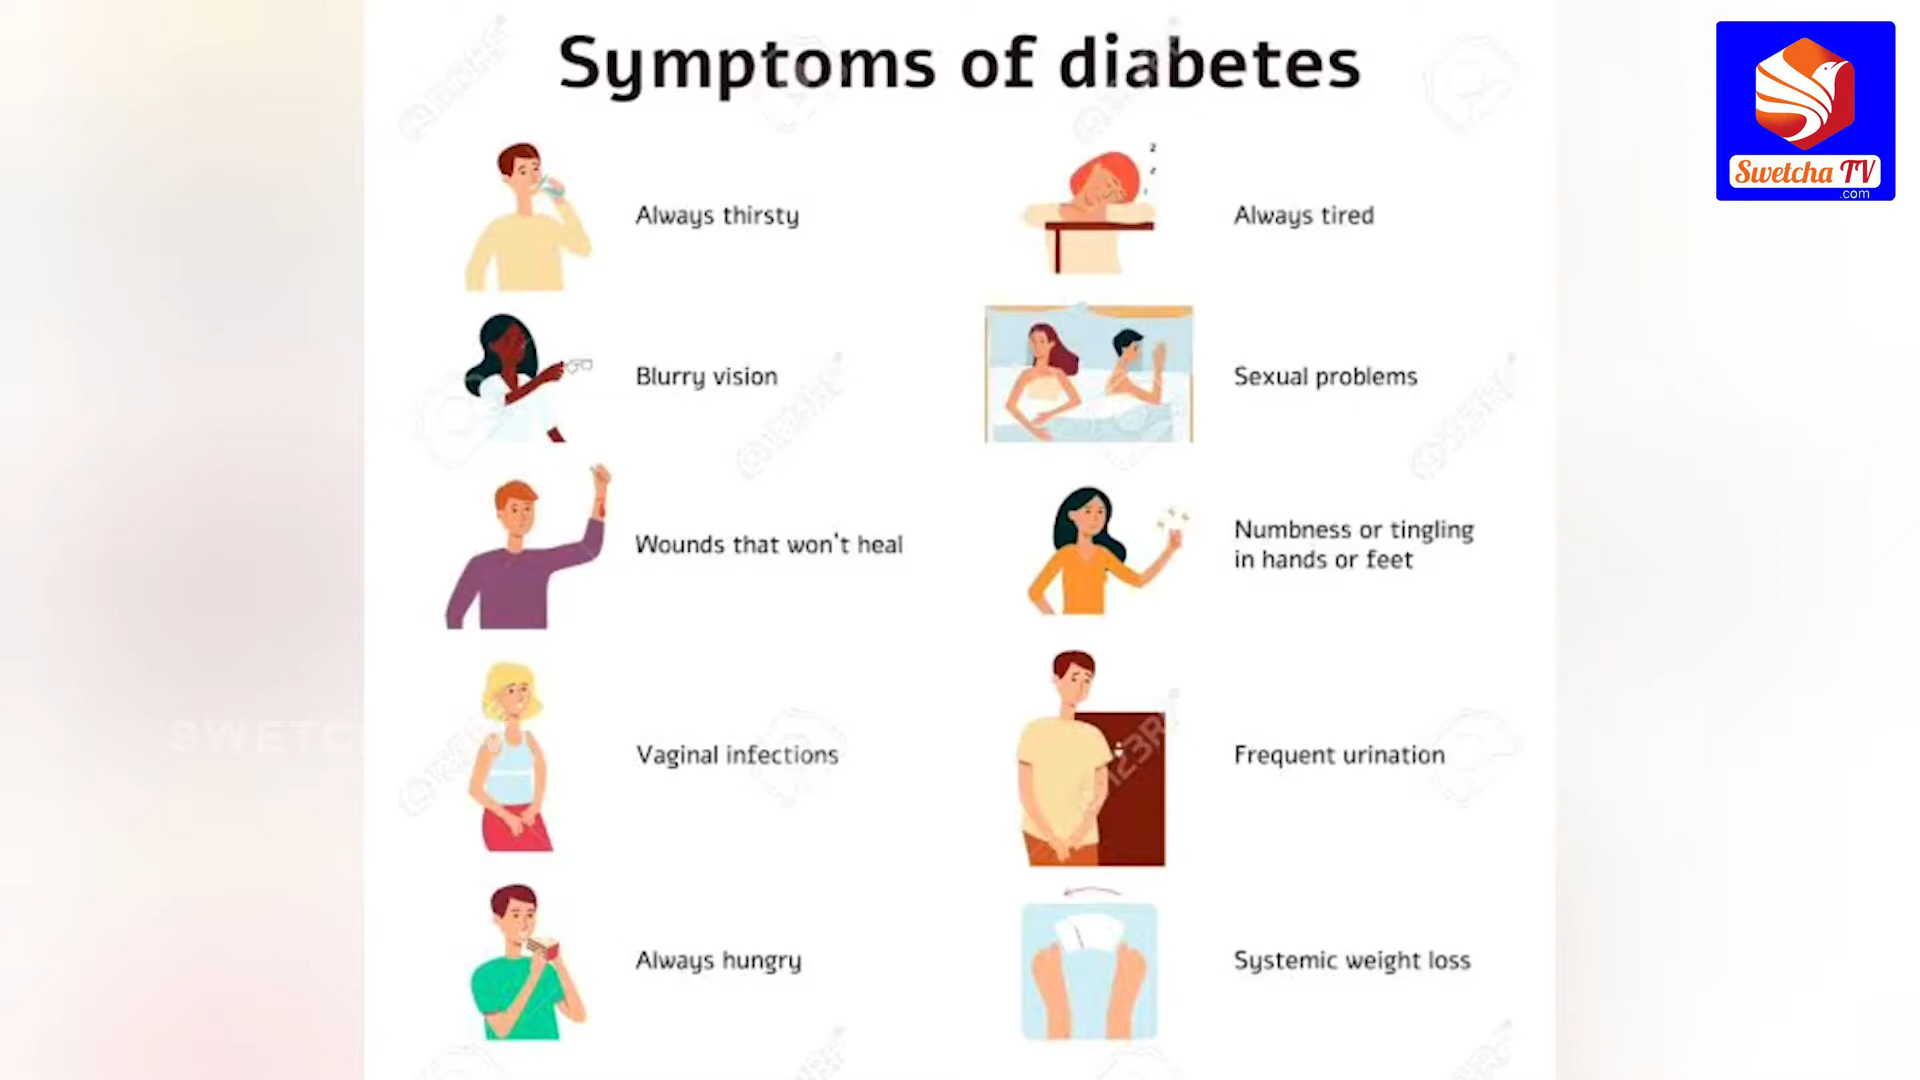 Symptoms of diabetes
Swetcha TV
.com
Always thirsty
Always tired
Blurry vision
Sexual problems
Wounds that won't heal
Numbness or tingling
in hands or feet
Vaginal infections
Frequent urination
SWETC
Always hungry
Systemic weight loss